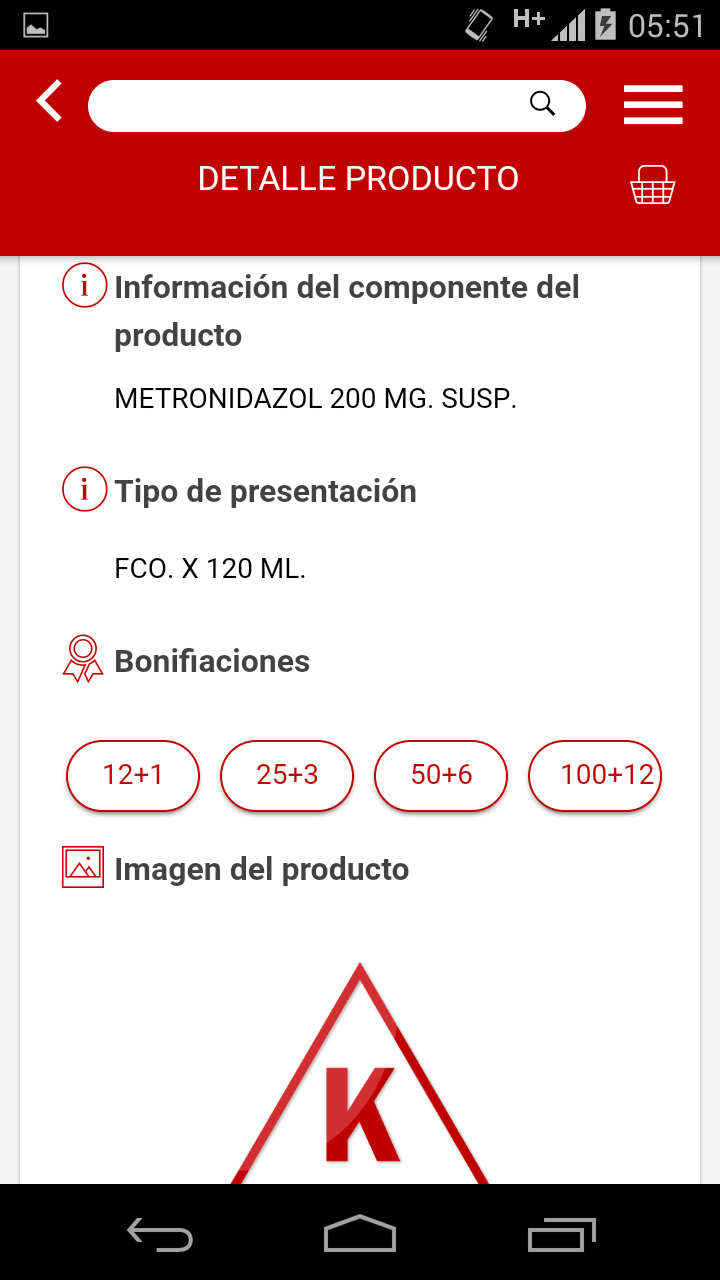 H+ 05:51
DETALLE PRODUCTO
i Información del componente del
producto
METRONIDAZOL 200 MG. SUSP.
i Tipo de presentación
FCO. X 120 ML.
Bonifiaciones
12+1 25+3 50+6 100+12
Imagen del producto
K